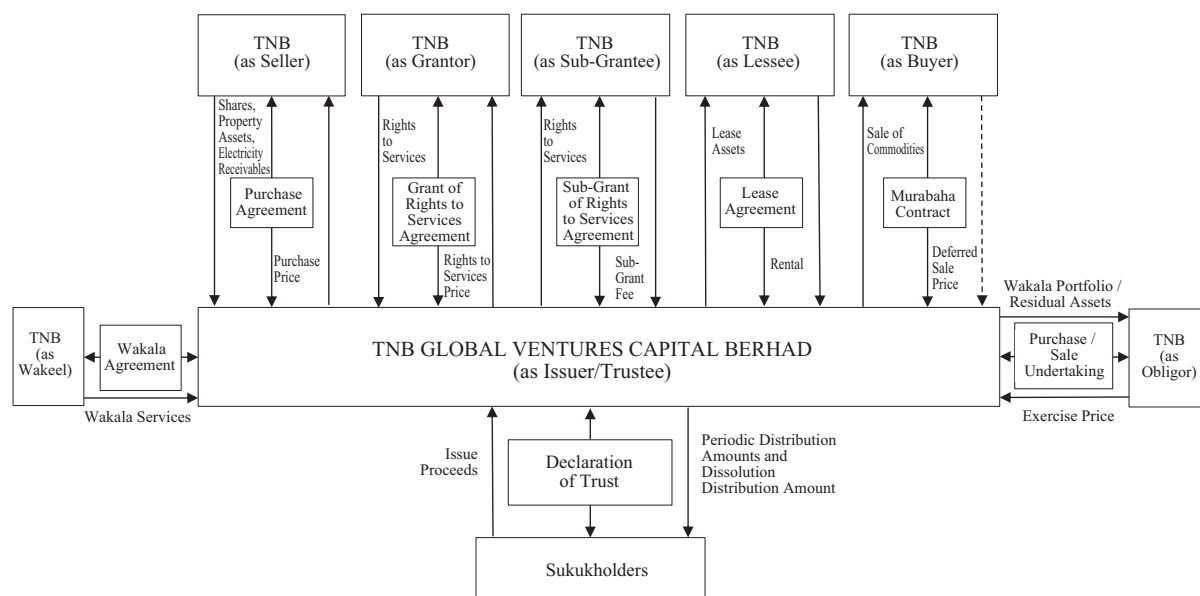 TNB
(as Seller)
TNB
(as Grantor)
TNB
(as Sub-Grantee)
TNB
(as Lessee)
TNB
(as Buyer)
Shares,
Property
Assets,
Electricity
Receivables
Rights
to
Services
Rights
to
Services
Lease
Assets
Sale of
Commodities
Purchase
Agreement
Grant of
Rights to
Services
Agreement
Sub-Grant
of Rights
to Services
Agreement
Lease
Agreement
Murabaha
Contract
Purchase
Price
Rights to
Services
Price
Sub-
Grant
Fee
Rental
Deferred
Sale
Price
Wakala Portfolio /
Residual Assets
TNB
(as
Wakeel)
Wakala
Agreement
Wakala Services
TNB GLOBAL VENTURES CAPITAL BERHAD
(as Issuer/Trustee)
Purchase /
Sale
Undertaking
TNB
(as
Obligor)
Exercise Price
Issue
Proceeds
Declaration
of Trust
Periodic Distribution
Amounts and
Dissolution
Distribution Amount
Sukukholders